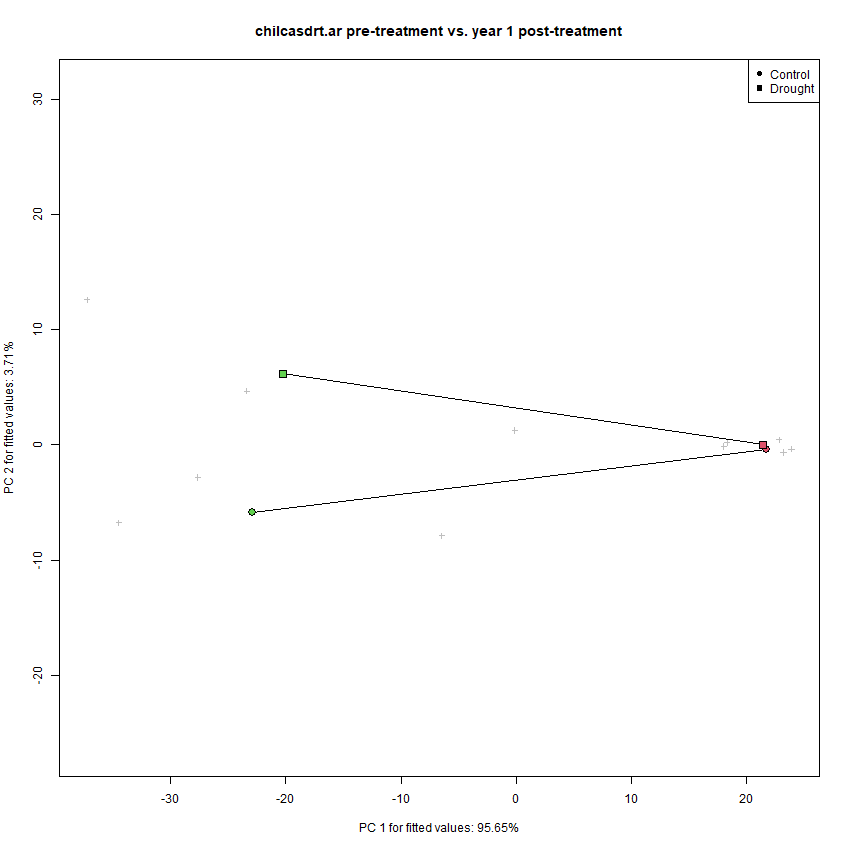 chilcasdrt.ar pre-treatment vs. year 1 post-treatment
Control
Drought
30
20
10
0
-10
-20
PC 2 for fitted values: 3.71%
-30
-20
-10
0
10
20
PC 1 for fitted values: 95.65%